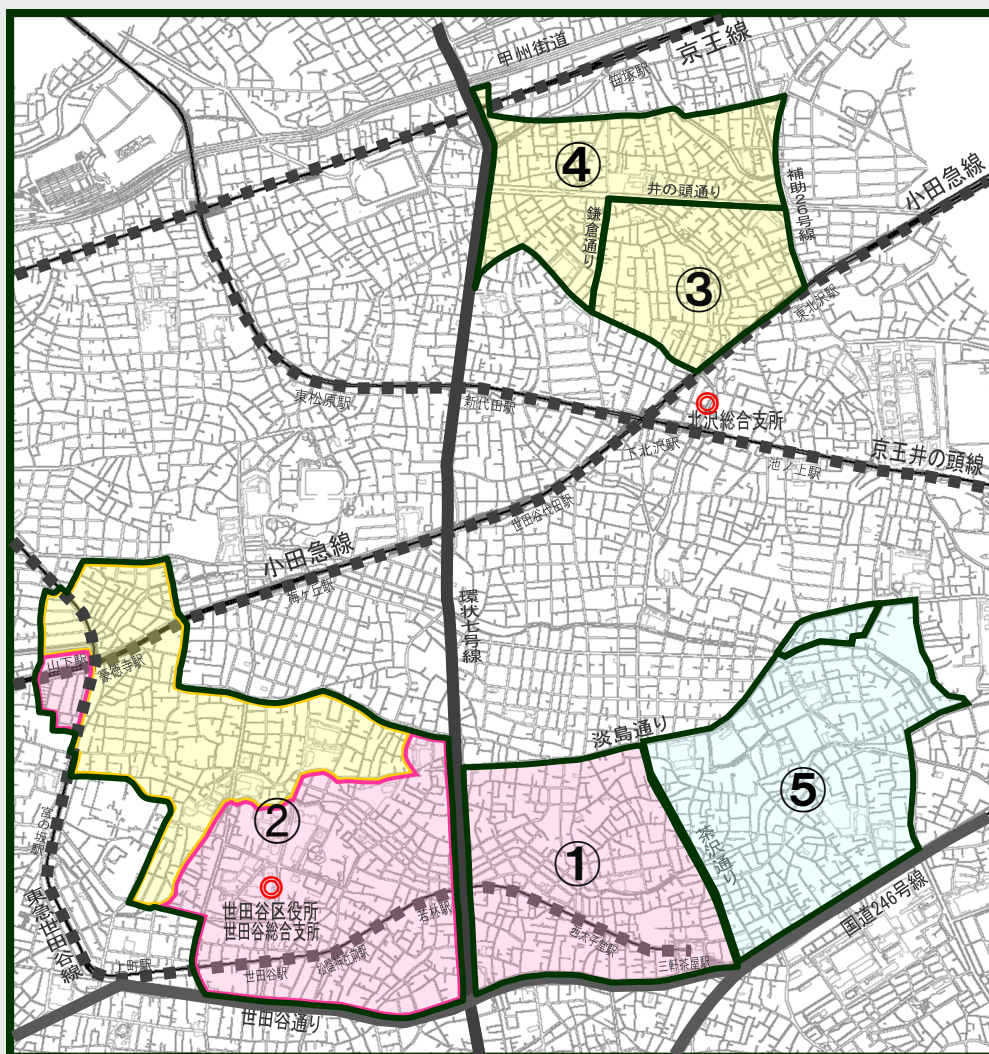 甲州街道
京王線
笹塚駅
④
井の頭通り
補助26号線
小田急線
鎌倉通り
③
東北沢駅
東松原駅
新代田駅
北沢総合支所
下北沢駅
池ノ上駅
京王井の頭線
世田谷代田駅
小田急線
梅ヶ丘駅
環状七号線
山下駅
豪徳寺駅
淡島通り
②
⑤
宮の坂駅
①
茶沢通り
世田谷区役所
世田谷総合支所
若林駅
東急世田谷線
西太子堂駅
国道246号線
町駅
世田谷駅
松陰神社前駅
三軒茶屋駅
世田谷通り